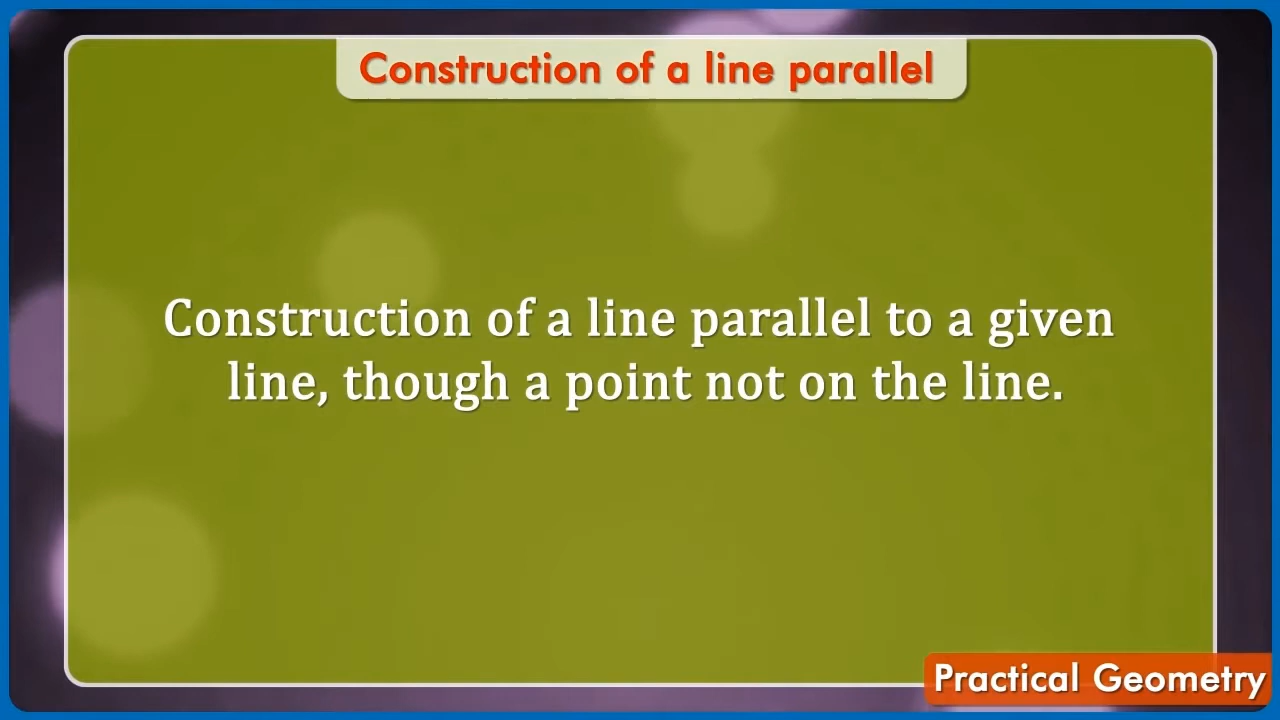 Construction of a line parallel
Construction of a line parallel to a given
line, though a point not on the line.
Practical Geometry